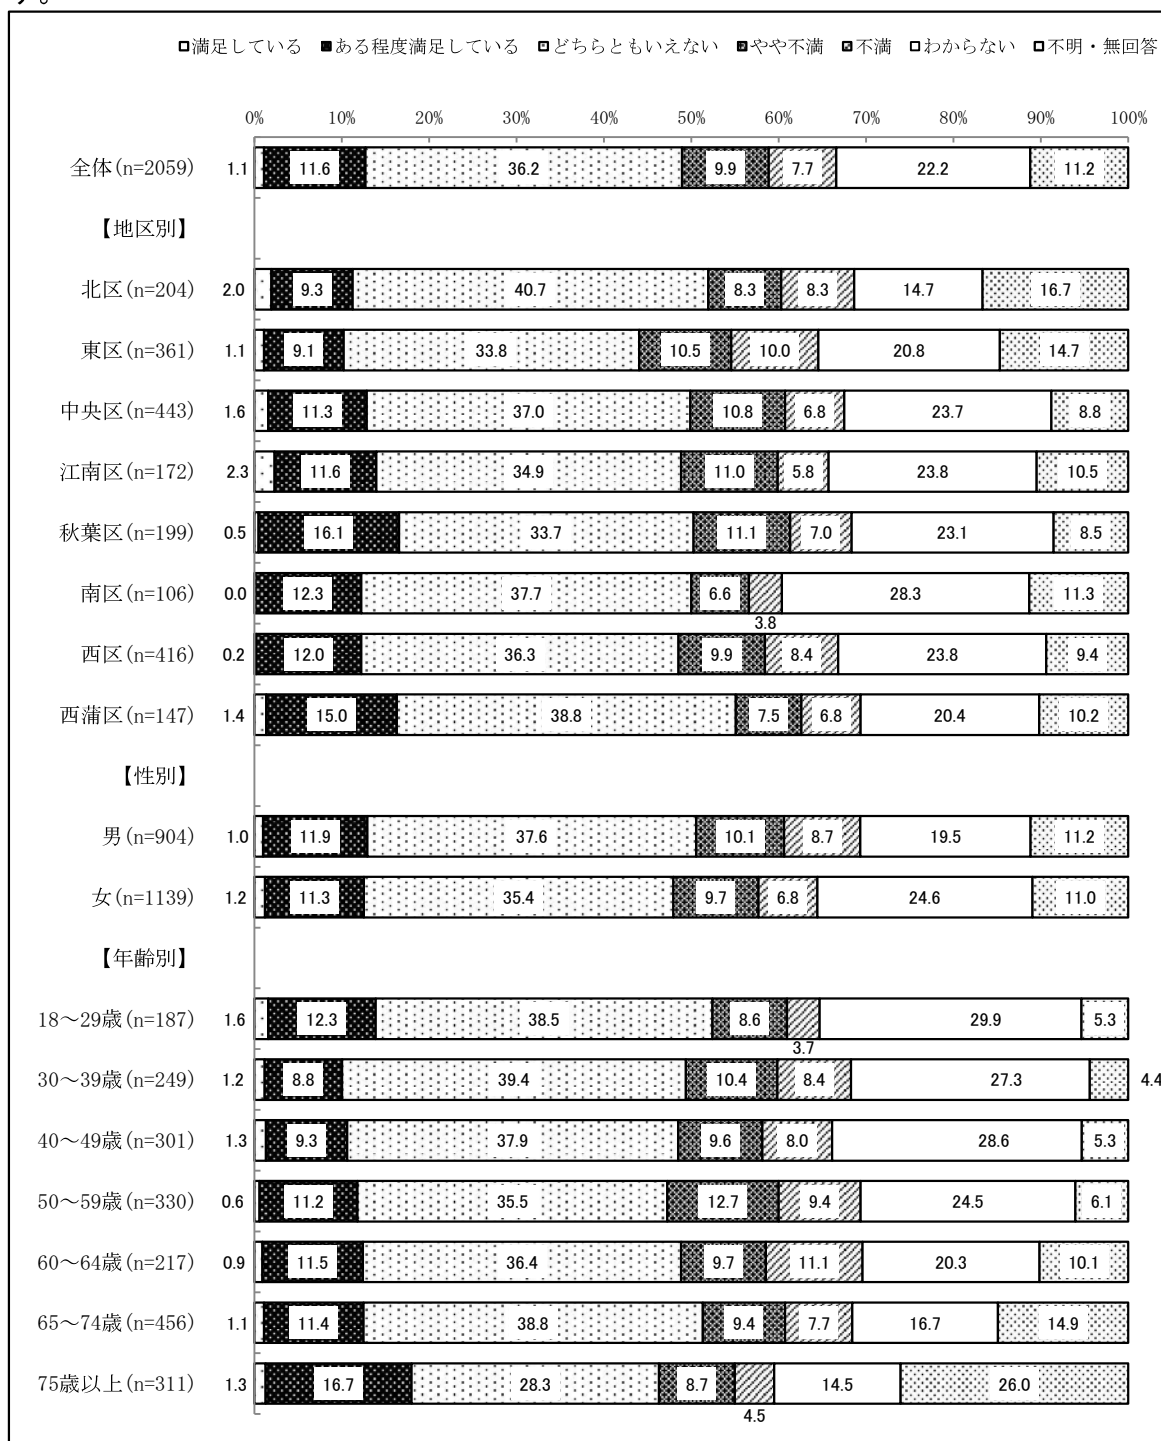 す。
□満足している ■ある程度満足している □どちらともいえない ■やや不満 □不満 □わからない □不明・無回答
0% 10% 20% 30% 40% 50% 60% 70% 80% 90% 100%
全体(n=2059) 1.1 11.6 36.2 9.9 7.7 22.2 11.2
【地区別】
北区(n=204) 2.0 9.3 40.7 8.3 8.3 14.7 16.7
東区(n=361) 1.1 9.1 33.8 10.5 10.0 20.8 14.7
中央区(n=443) 1.6 11.3 37.0 10.8 6.8 23.7 8.8
江南区(n=172) 2.3 11.6 34.9 11.0 5.8 23.8 10.5
秋葉区(n=199) 0.5 16.1 33.7 11.1 7.0 23.1 8.5
南区(n=106) 0.0 12.3 37.7 6.6 28.3 11.3
3.8
西区(n=416) 0.2 12.0 36.3 9.9 8.4 23.8 9.4
西蒲区(n=147) 1.4 15.0 38.8 7.5 6.8 20.4 10.2
【性別】
男(n=904) 1.0 11.9 37.6 10.1 8.7 19.5 11.2
女(n=1139) 1.2 11.3 35.4 9.7 6.8 24.6 11.0
【年齢別】
18～29歳(n=187) 1.6 12.3 38.5 8.6 29.9 5.3
3.7
30～39歳(n=249) 1.2 8.8 39.4 10.4 8.4 27.3 4.4
40～49歳(n=301) 1.3 9.3 37.9 9.6 8.0 28.6 5.3
50～59歳(n=330) 0.6 11.2 35.5 12.7 9.4 24.5 6.1
60～64歳(n=217) 0.9 11.5 36.4 9.7 11.1 20.3 10.1
65～74歳(n=456) 1.1 11.4 38.8 9.4 7.7 16.7 14.9
75歳以上(n=311) 1.3 16.7 28.3 8.7 14.5 26.0
4.5